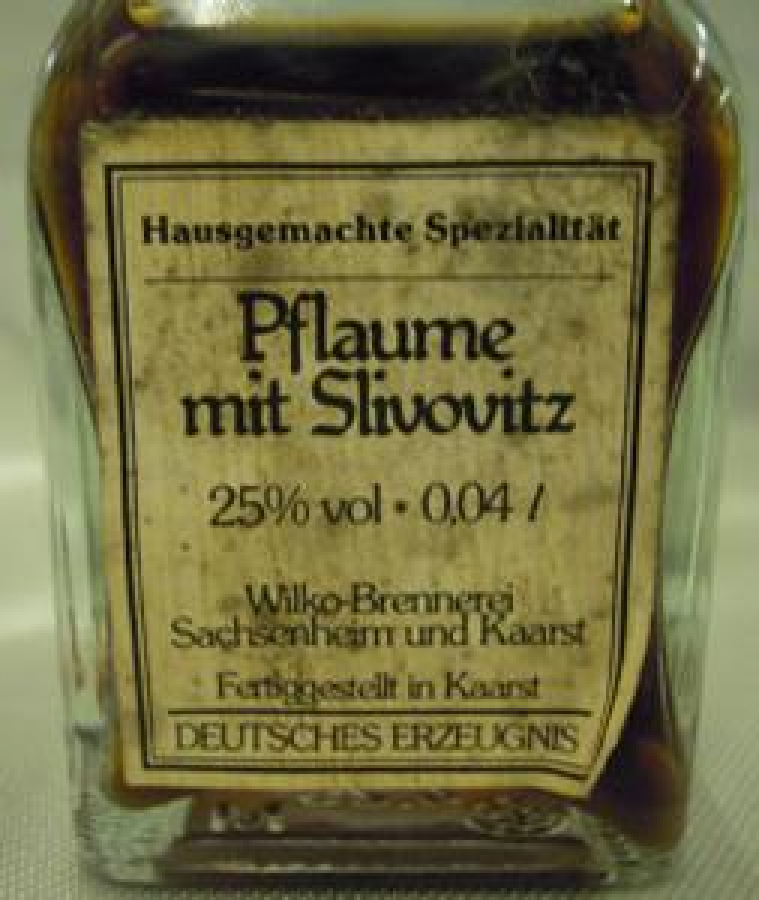 Hausgemachte Spezialität
Pflaume
mit Slivovitz
25% vol • 0,04 l
Wilko-Brennerei
Sachsenheim und Kaarst
Fertiggestellt in Kaarst
DEUTSCHES ERZEUGNIS